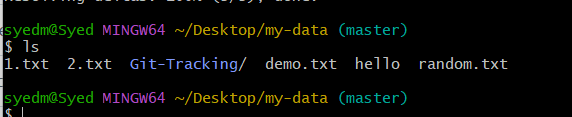 syedm@Syed MINGW64 ~/Desktop/my-data (master)
$ ls
1.txt  2.txt  Git-Tracking/  demo.txt  hello  random.txt
syedm@Syed MINGW64 ~/Desktop/my-data (master)
$